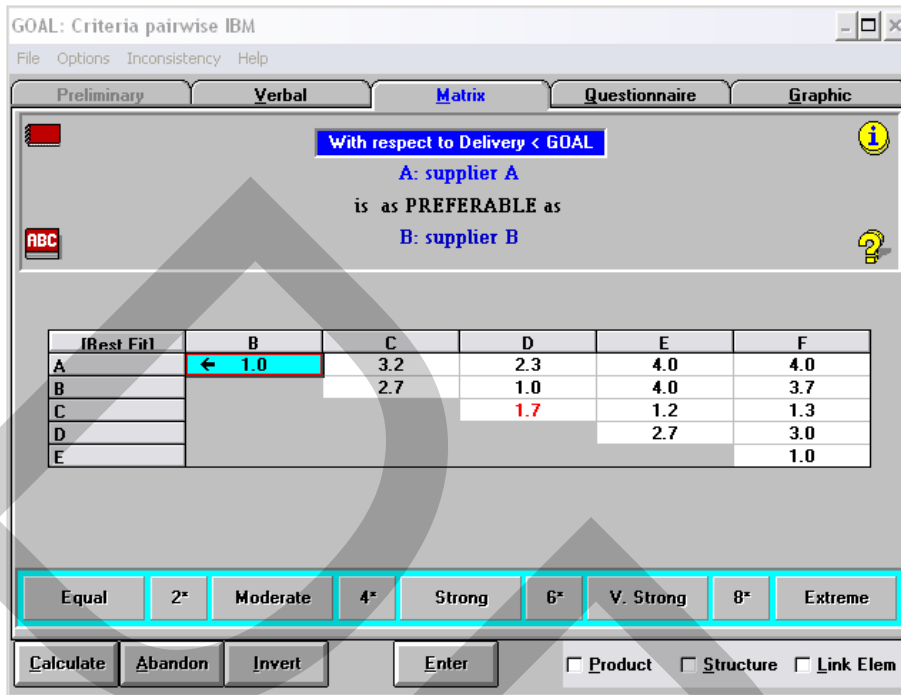 GOAL: Criteria pairwise IBM
File Options Inconsistency Help
Preliminary Verbal Matrix Questionnaire Graphic
With respect to Delivery < GOAL
A: supplier A
is as PREFERABLE as
B: supplier B
ABC
[Best Fit] B C D E F
A ← 1.0 3.2 2.3 4.0 4.0
B 2.7 1.0 4.0 3.7
C 1.7 1.2 1.3
D 2.7 3.0
E 1.0
Equal 2* Moderate 4* Strong 6* V. Strong 8* Extreme
Calculate Abandon Invert Enter Product Structure Link Elem